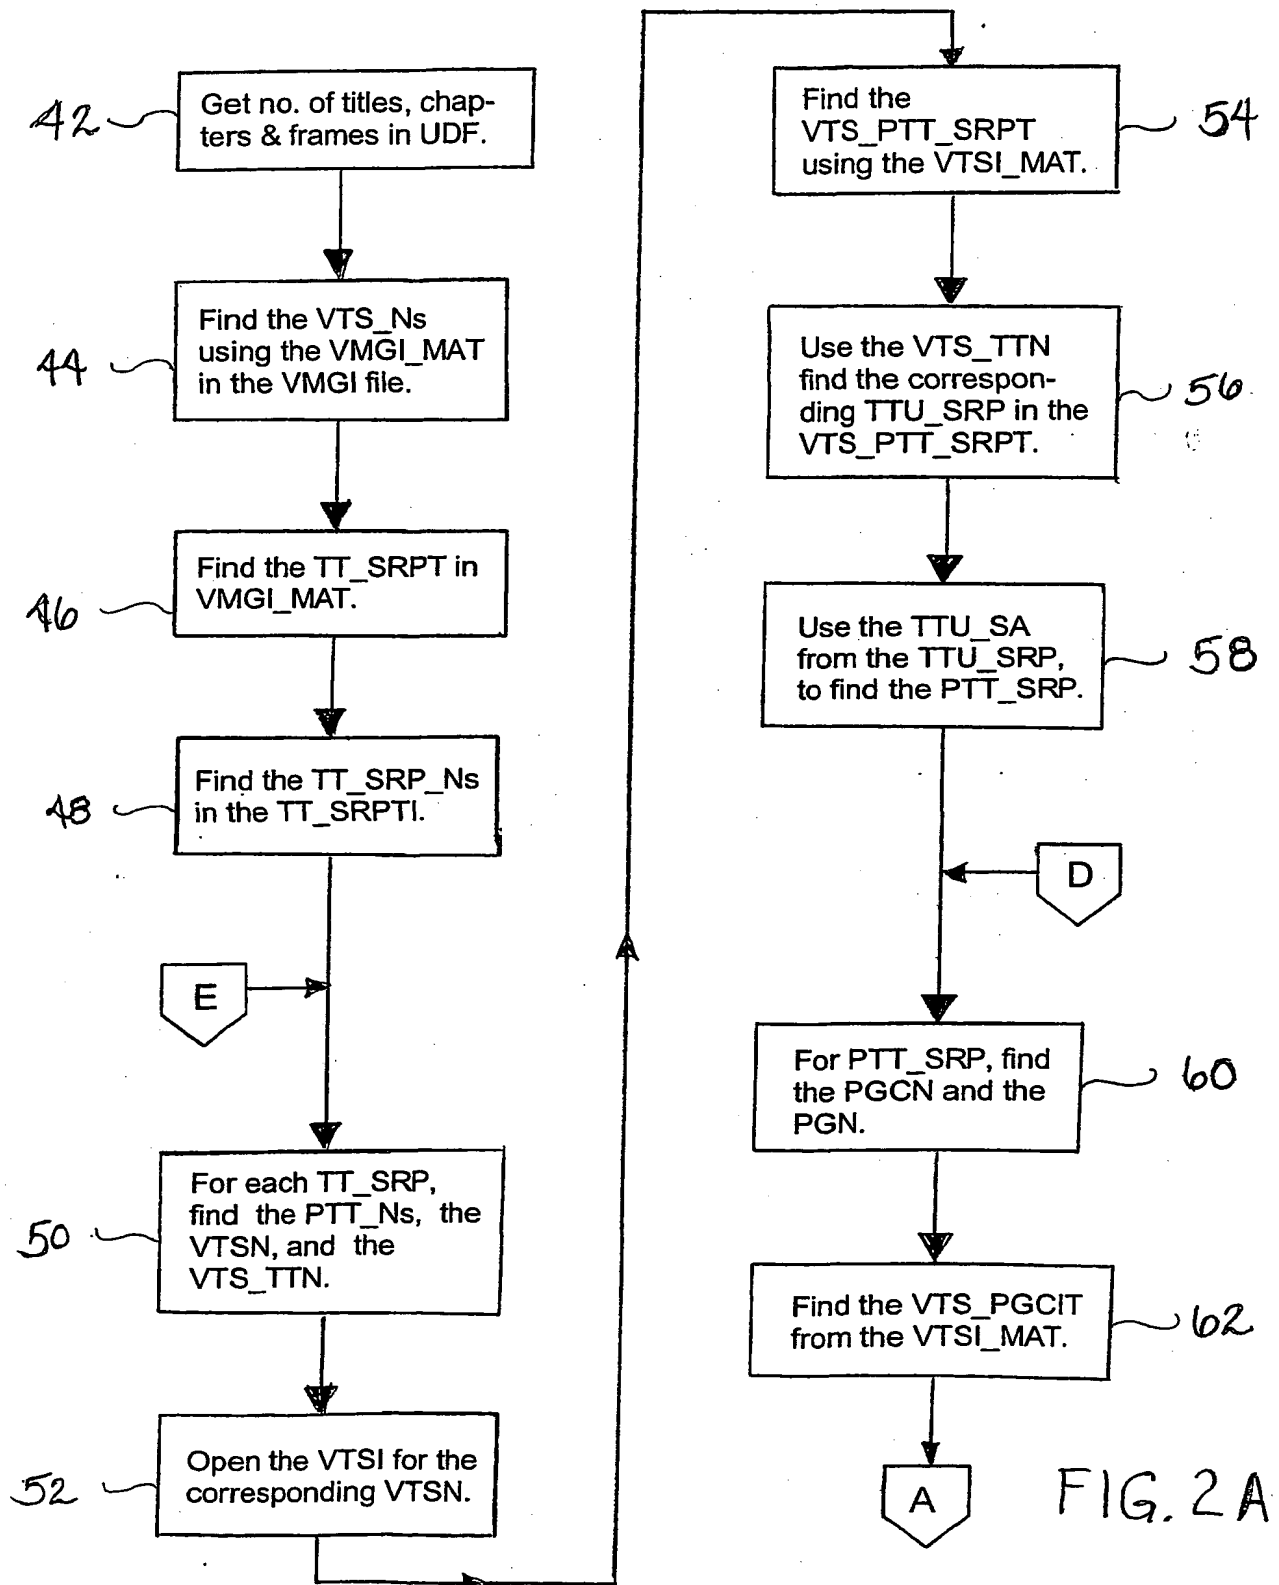 42
Get no. of titles, chap-
ters & frames in UDF.
44
Find the VTS_Ns
using the VMGI_MAT
in the VMGI file.
46
Find the TT_SRPT in
VMGI_MAT.
48
Find the TT_SRP_Ns
in the TT_SRPTI.
E
50
For each TT_SRP,
find the PTT_Ns, the
VTSN, and the
VTS_TTN.
52
Open the VTSI for the
corresponding VTSN.
Find the
VTS_PTT_SRPT
using the VTSI_MAT.
54
Use the VTS_TTN
find the correspon-
ding TTU_SRP in the
VTS_PTT_SRPT.
56
Use the TTU_SA
from the TTU_SRP,
to find the PTT_SRP.
58
D
For PTT_SRP, find
the PGCN and the
PGN.
60
Find the VTS_PGCIT
from the VTSI_MAT.
62
A
FIG. 2A